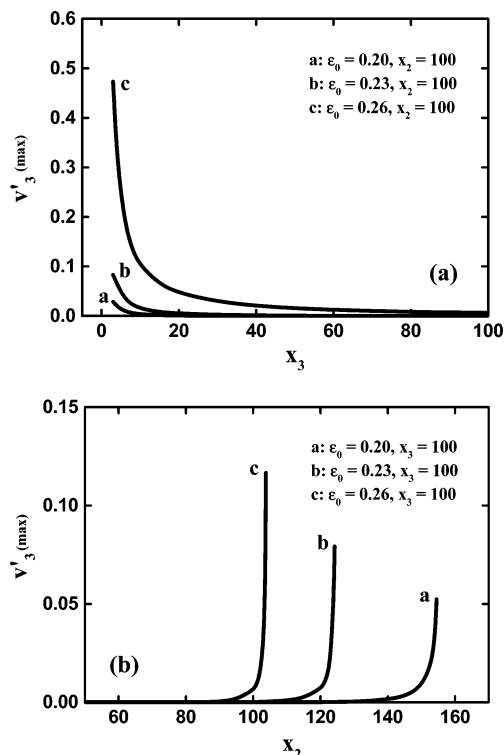 0.6
0.5
0.4
0.3
0.2
0.1
0.0
v'₃ (max)
a: ε₀ = 0.20, x₂ = 100
b: ε₀ = 0.23, x₂ = 100
c: ε₀ = 0.26, x₂ = 100
c
b
a
(a)
0 20 40 60 80 100
x₃
0.15
0.10
0.05
0.00
v'₃ (max)
a: ε₀ = 0.20, x₃ = 100
b: ε₀ = 0.23, x₃ = 100
c: ε₀ = 0.26, x₃ = 100
c
b
a
(b)
60 80 100 120 140 160
x₂